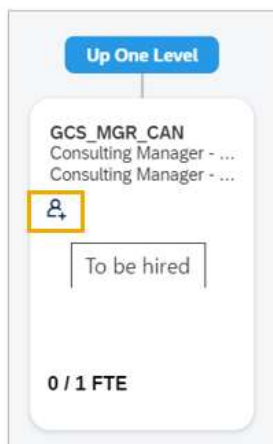 Up One Level
GCS_MGR_CAN
Consulting Manager - ...
Consulting Manager - ...
To be hired
0 / 1 FTE